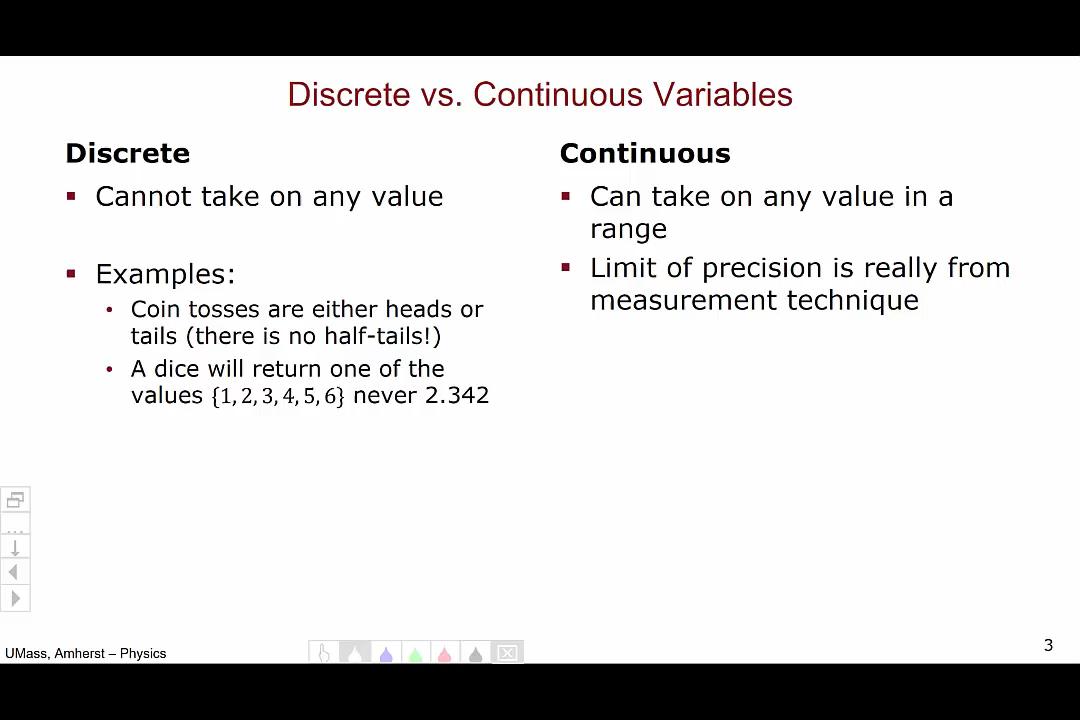 Discrete vs. Continuous Variables
Discrete
Cannot take on any value
Examples:
Coin tosses are either heads or
tails (there is no half-tails!)
A dice will return one of the
values {1, 2, 3, 4, 5, 6} never 2.342
Continuous
Can take on any value in a
range
Limit of precision is really from
measurement technique
UMass, Amherst – Physics
3